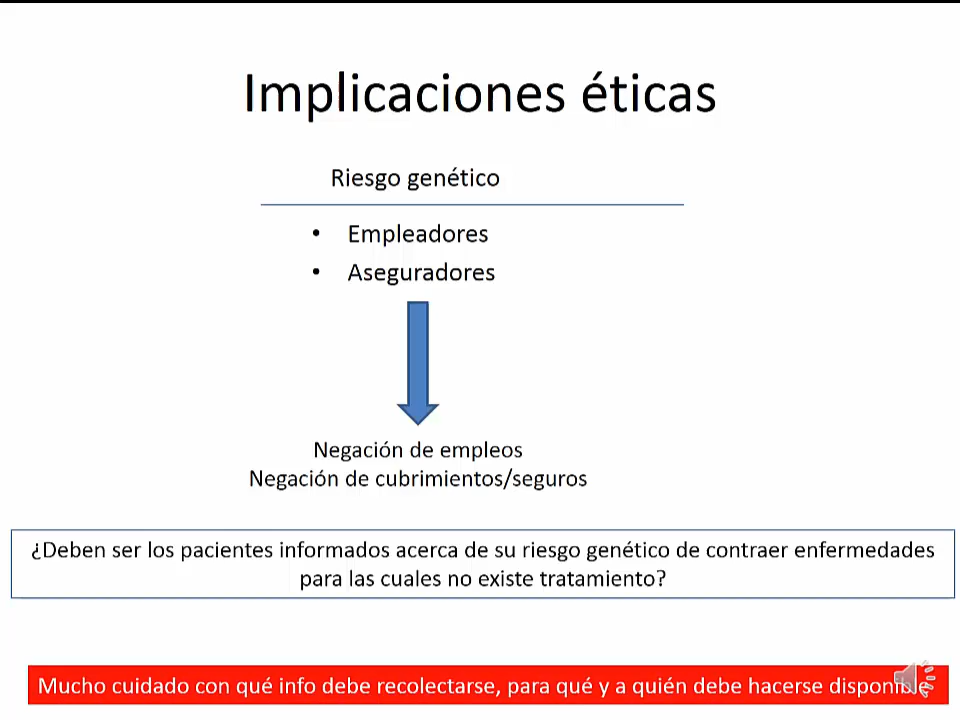 Implicaciones éticas
Riesgo genético
• Empleadores
• Aseguradores
Negación de empleos
Negación de cubrimientos/seguros
¿Deben ser los pacientes informados acerca de su riesgo genético de contraer enfermedades
para las cuales no existe tratamiento?
Mucho cuidado con qué info debe recolectarse, para qué y a quién debe hacerse disponible